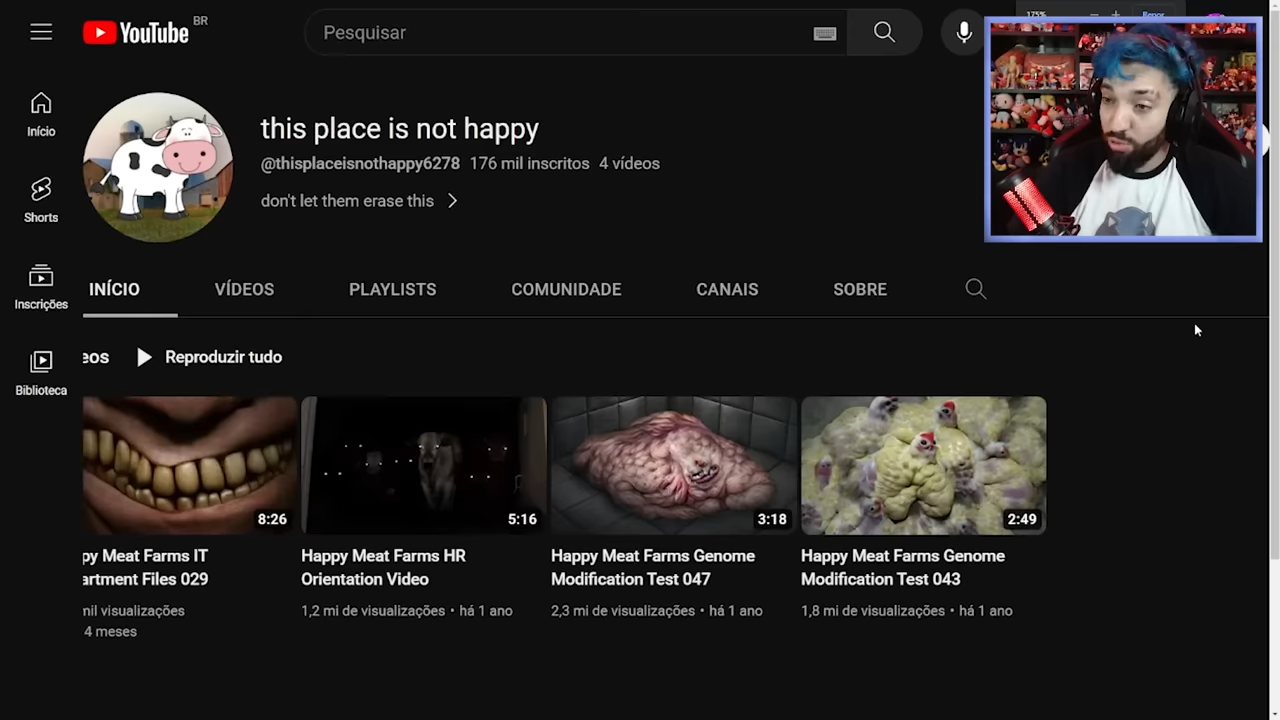 YouTube BR
Pesquisar
175%
Início
Shorts
Inscrições
Biblioteca
this place is not happy
@thisplaceisnothappy6278 176 mil inscritos 4 vídeos
don't let them erase this
INÍCIO VÍDEOS PLAYLISTS COMUNIDADE CANAIS SOBRE
eos Reproduzir tudo
8:26 5:16 3:18 2:49
py Meat Farms IT
artment Files 029
mil visualizações
4 meses
Happy Meat Farms HR
Orientation Video
1,2 mi de visualizações • há 1 ano
Happy Meat Farms Genome
Modification Test 047
2,3 mi de visualizações • há 1 ano
Happy Meat Farms Genome
Modification Test 043
1,8 mi de visualizações • há 1 ano